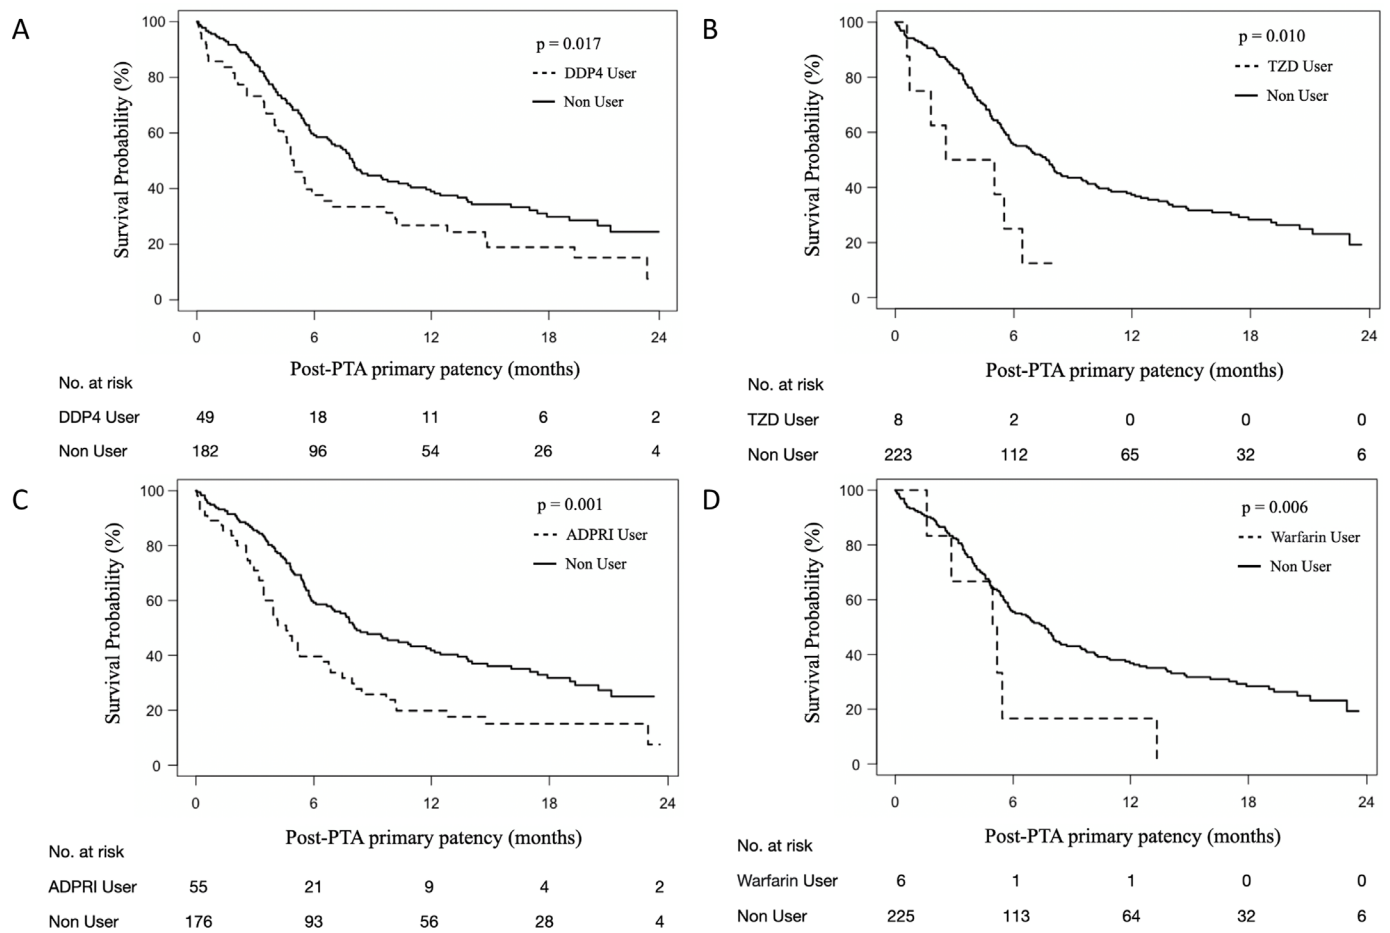 A
Survival Probability (%)
100
80
60
40
20
0
p = 0.017
DDP4 User
Non User
0 6 12 18 24
Post-PTA primary patency (months)
No. at risk
DDP4 User 49 18 11 6 2
Non User 182 96 54 26 4
B
Survival Probability (%)
100
80
60
40
20
0
p = 0.010
TZD User
Non User
0 6 12 18 24
Post-PTA primary patency (months)
No. at risk
TZD User 8 2 0 0 0
Non User 223 112 65 32 6
C
Survival Probability (%)
100
80
60
40
20
0
p = 0.001
ADPRI User
Non User
0 6 12 18 24
Post-PTA primary patency (months)
No. at risk
ADPRI User 55 21 9 4 2
Non User 176 93 56 28 4
D
Survival Probability (%)
100
80
60
40
20
0
p = 0.006
Warfarin User
Non User
0 6 12 18 24
Post-PTA primary patency (months)
No. at risk
Warfarin User 6 1 1 0 0
Non User 225 113 64 32 6